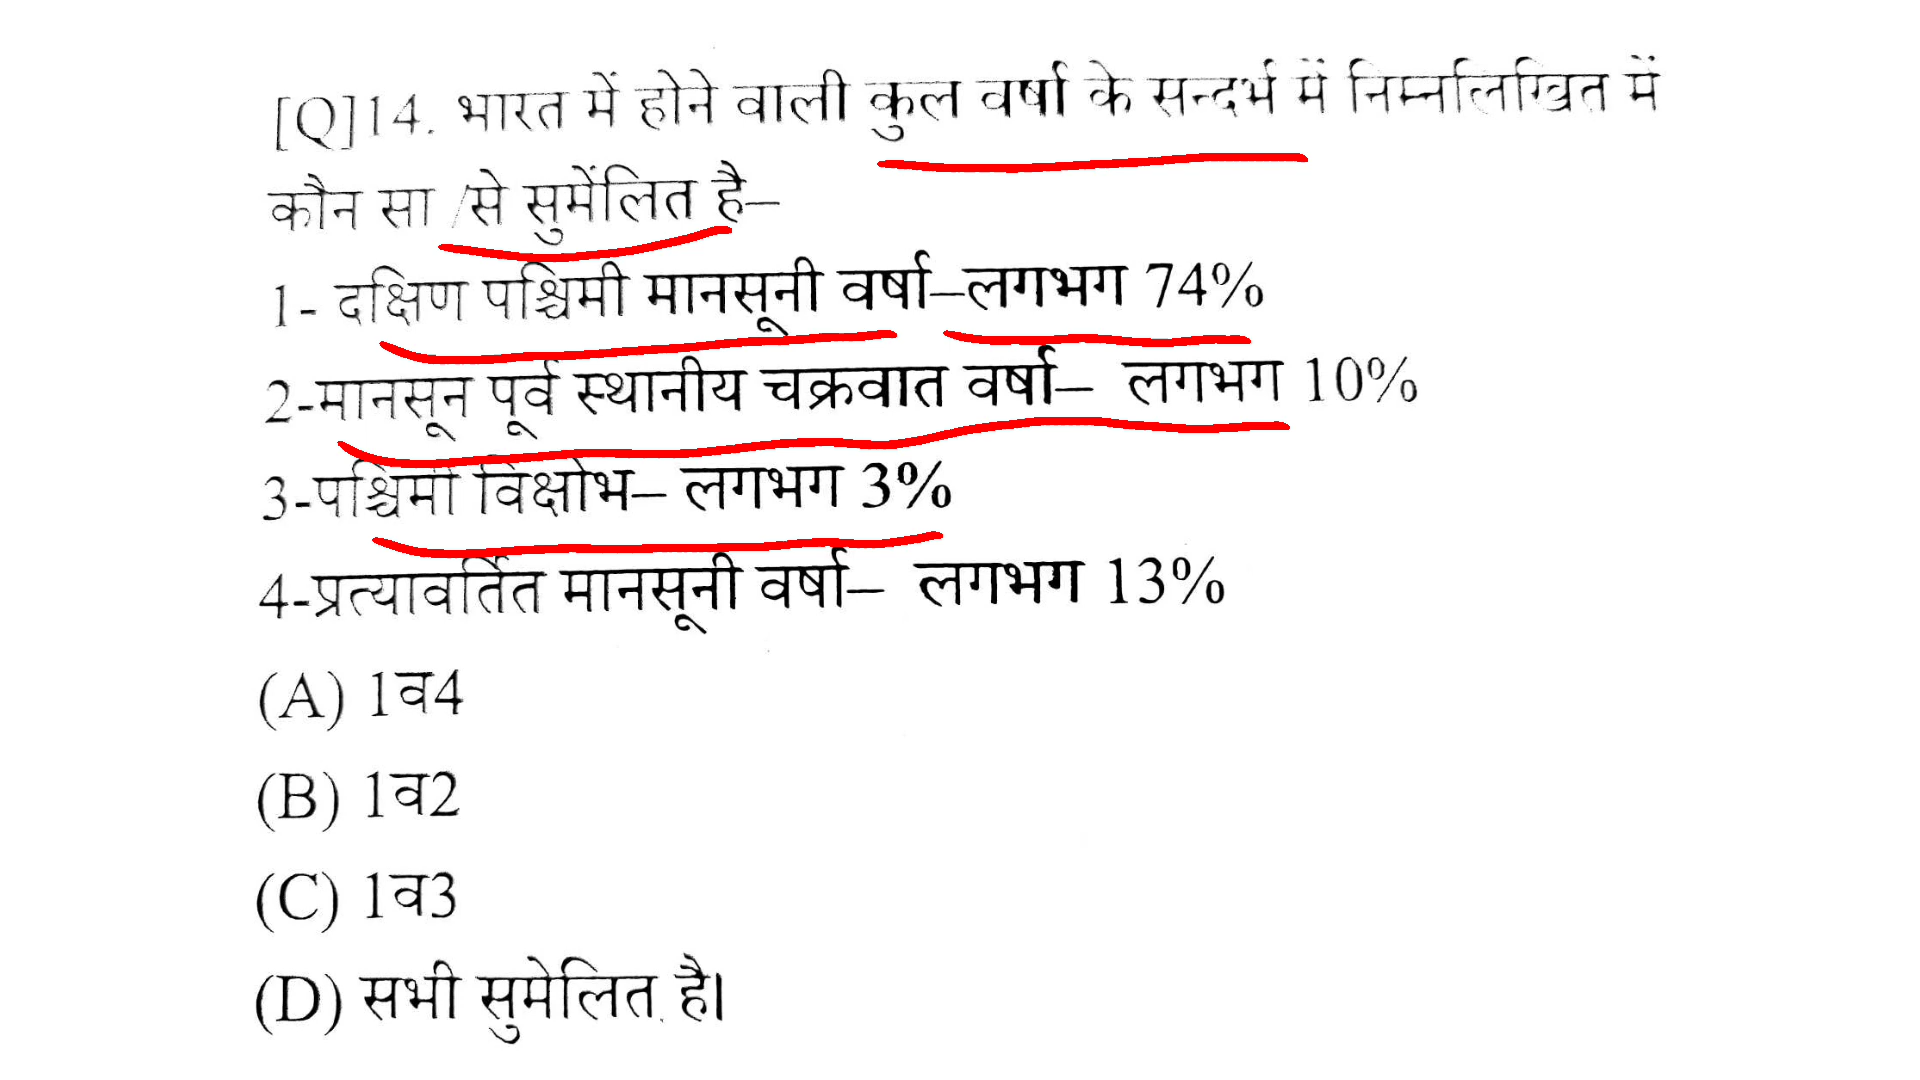 [Q]14. भारत में होने वाली कुल वर्षा के सन्दर्भ में निम्नलिखित में
कौन सा /से सुमेंलित है–
1- दक्षिण पश्चिमी मानसूनी वर्षा–लगभग 74%
2-मानसून पूर्व स्थानीय चक्रवात वर्षा– लगभग 10%
3-पश्चिमी विक्षोभ– लगभग 3%
4-प्रत्यावर्तित मानसूनी वर्षा– लगभग 13%
(A) 1व4
(B) 1व2
(C) 1व3
(D) सभी सुमेलित है।